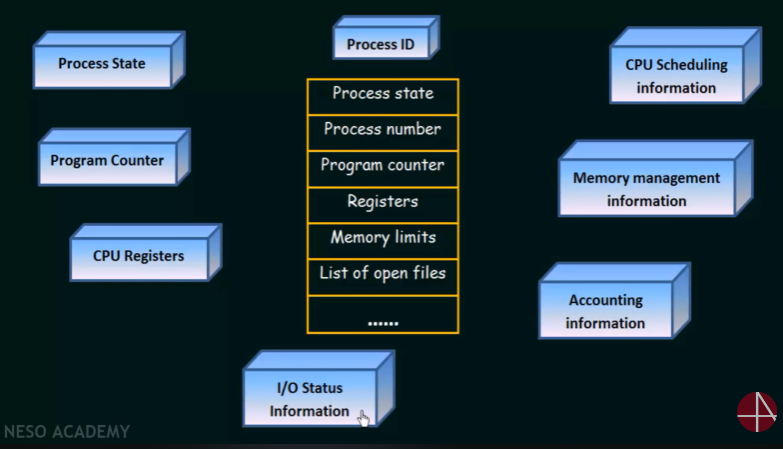 Process ID
Process State
CPU Scheduling
information
Process state
Process number
Program counter
Registers
Memory limits
List of open files
......
Program Counter
Memory management
information
CPU Registers
Accounting
information
I/O Status
Information
NESO ACADEMY